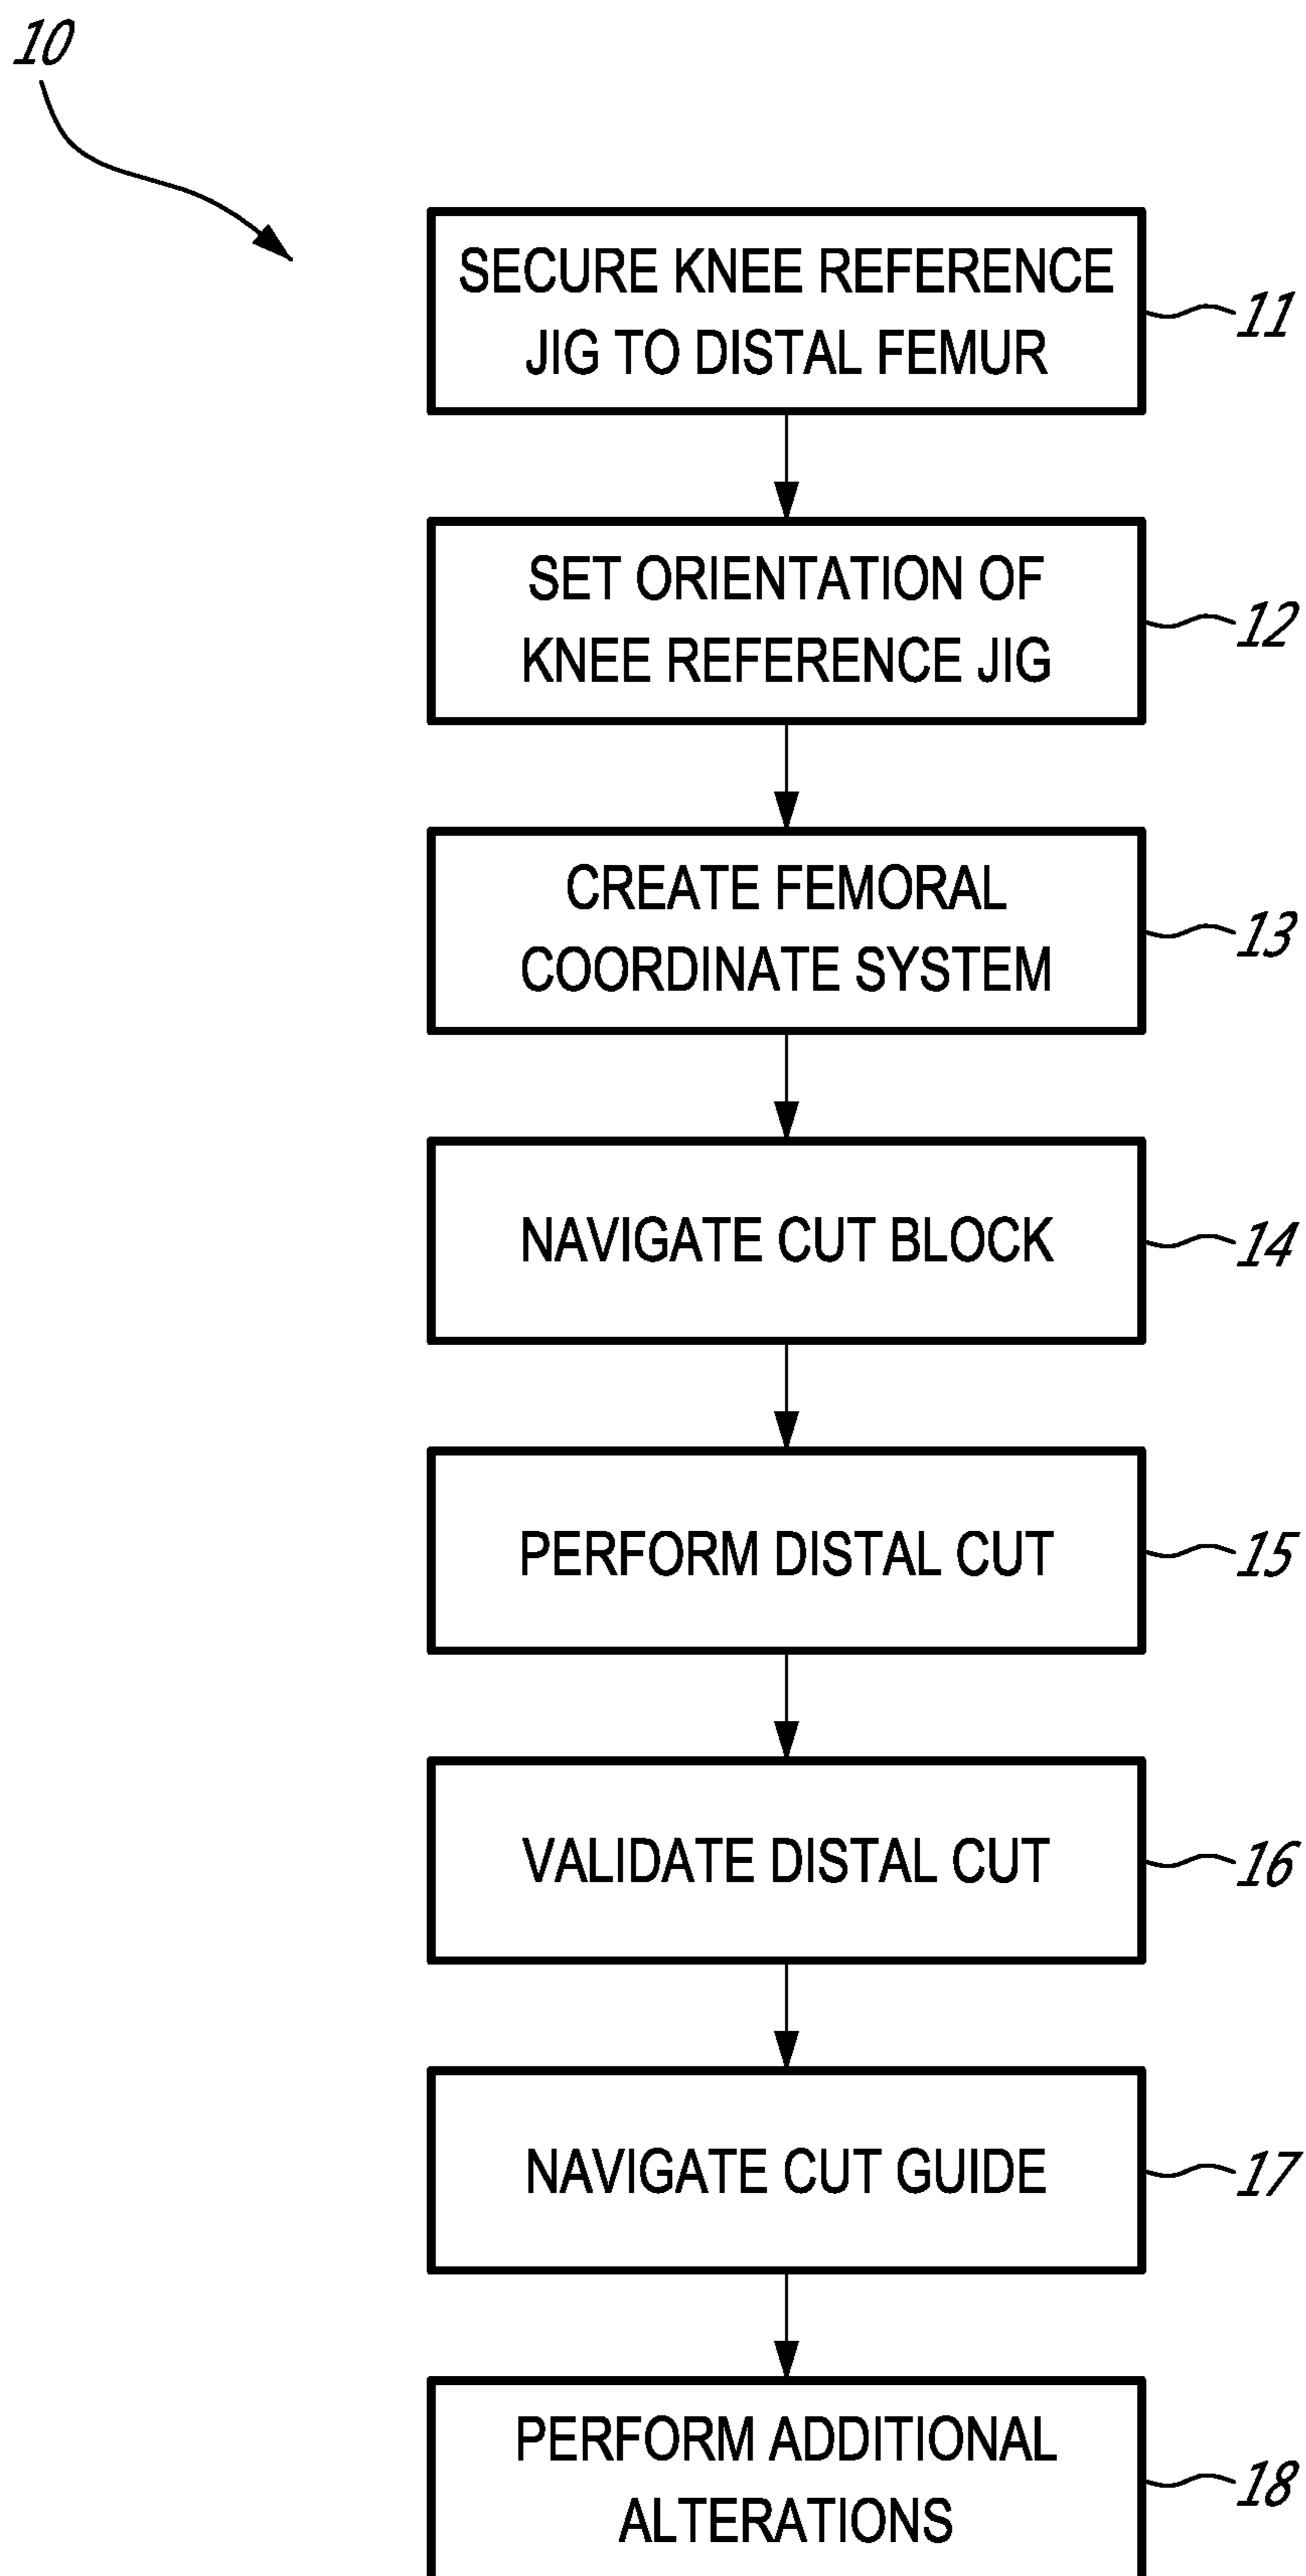 10
SECURE KNEE REFERENCE
JIG TO DISTAL FEMUR
11
SET ORIENTATION OF
KNEE REFERENCE JIG
12
CREATE FEMORAL
COORDINATE SYSTEM
13
NAVIGATE CUT BLOCK
14
PERFORM DISTAL CUT
15
VALIDATE DISTAL CUT
16
NAVIGATE CUT GUIDE
17
PERFORM ADDITIONAL
ALTERATIONS
18